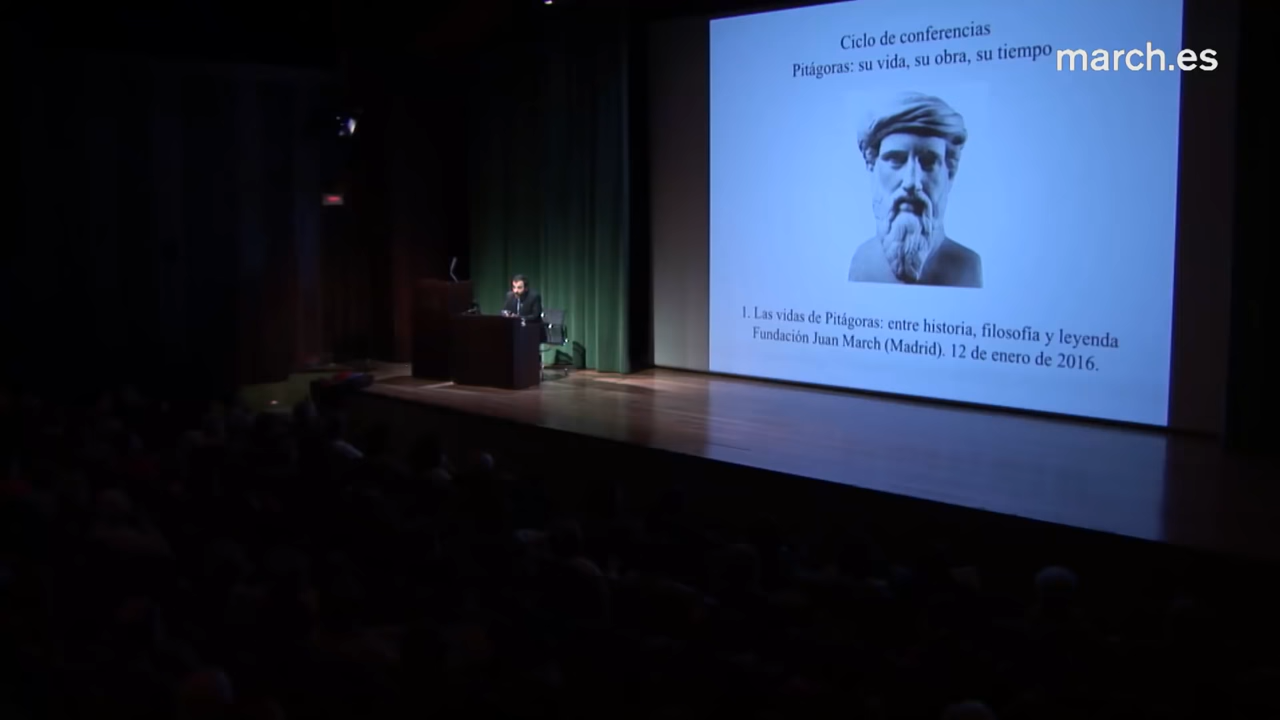 Ciclo de conferencias
Pitágoras: su vida, su obra, su tiempo
march.es
1. Las vidas de Pitágoras: entre historia, filosofía y leyenda
Fundación Juan March (Madrid). 12 de enero de 2016.